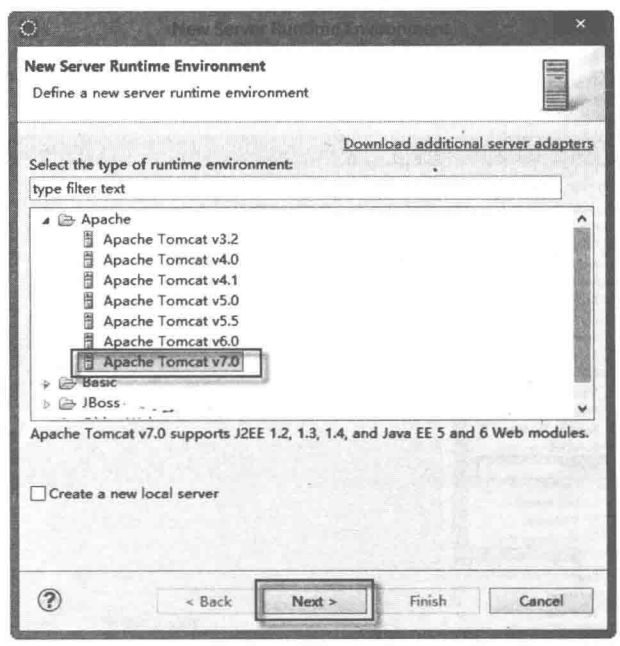 New Server Runtime Environment
New Server Runtime Environment
Define a new server runtime environment
Download additional server adapters
Select the type of runtime environment:
type filter text
Apache
Apache Tomcat v3.2
Apache Tomcat v4.0
Apache Tomcat v4.1
Apache Tomcat v5.0
Apache Tomcat v5.5
Apache Tomcat v6.0
Apache Tomcat v7.0
Basic
JBoss
Apache Tomcat v7.0 supports J2EE 1.2, 1.3, 1.4, and Java EE 5 and 6 Web modules.
Create a new local server
< Back
Next >
Finish
Cancel